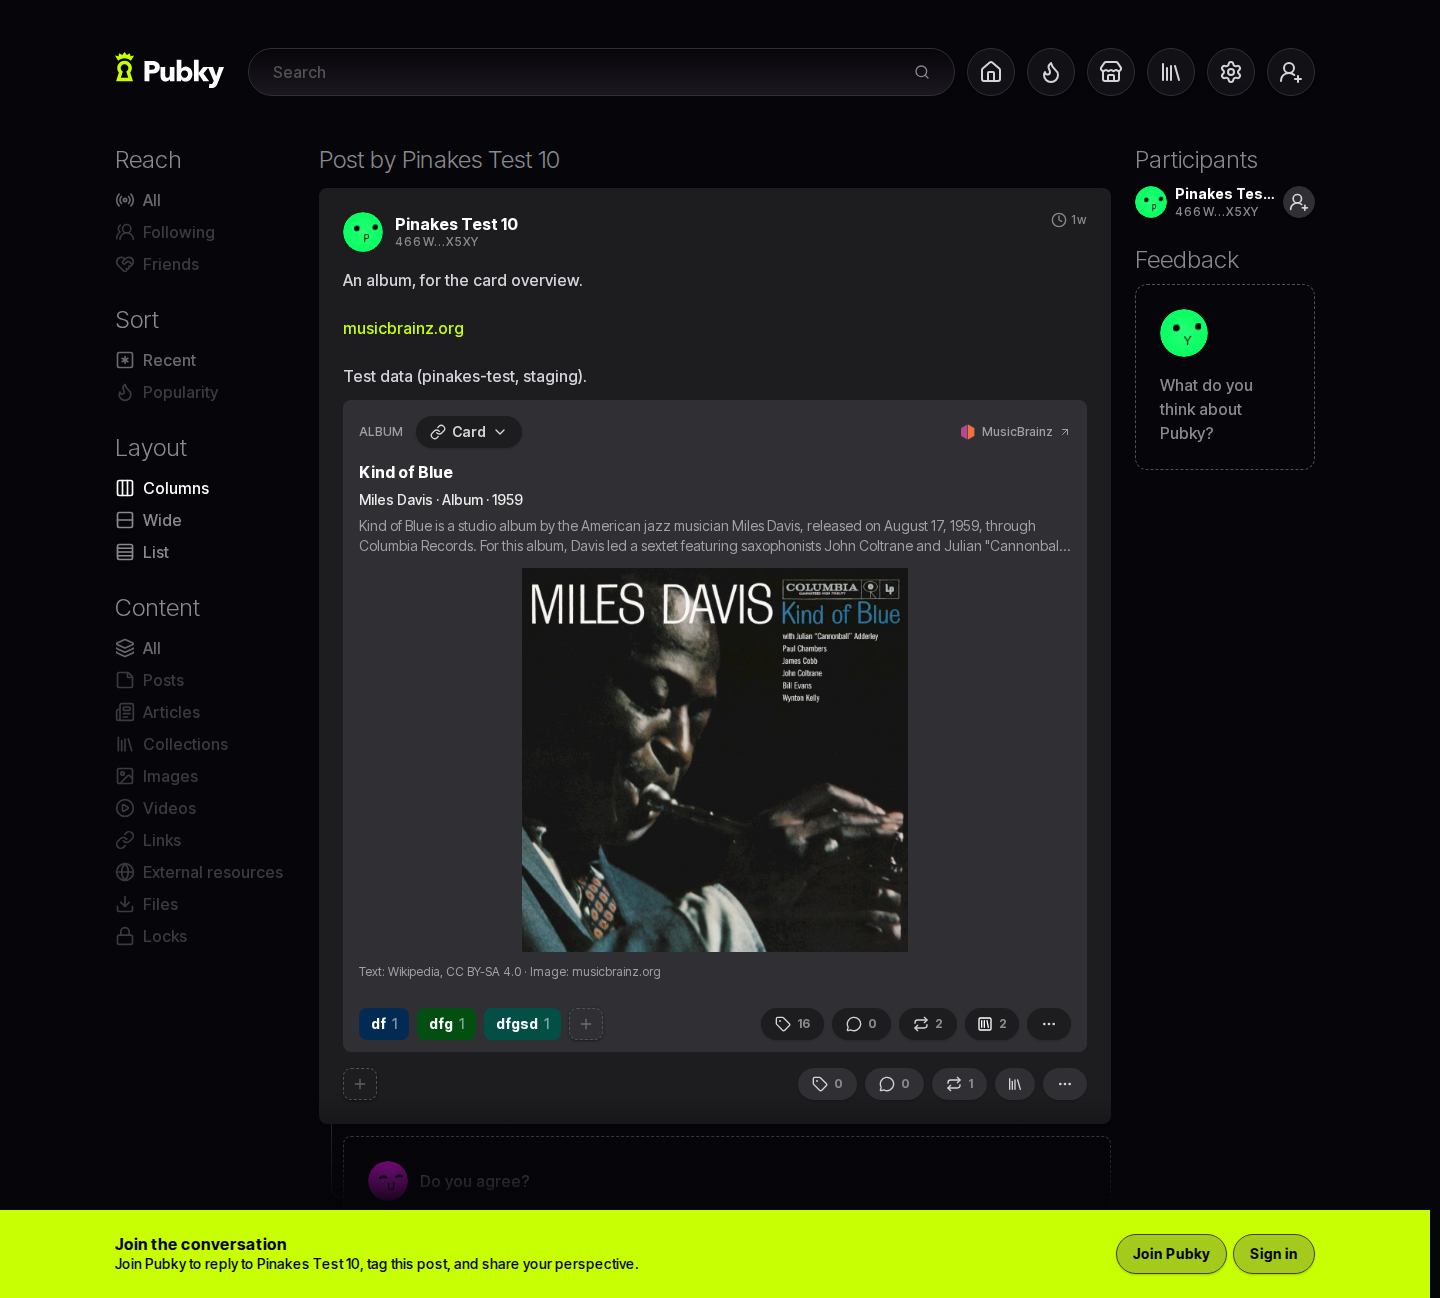 Pubky
Search
Reach
All
Following
Friends
Sort
Recent
Popularity
Layout
Columns
Wide
List
Content
All
Posts
Articles
Collections
Images
Videos
Links
External resources
Files
Locks
Post by Pinakes Test 10
Pinakes Test 10
466W...X5XY
1w
An album, for the card overview.
musicbrainz.org
Test data (pinakes-test, staging).
ALBUM
Card
MusicBrainz
Kind of Blue
Miles Davis · Album · 1959
Kind of Blue is a studio album by the American jazz musician Miles Davis, released on August 17, 1959, through
Columbia Records. For this album, Davis led a sextet featuring saxophonists John Coltrane and Julian "Cannonbal...
MILES DAVIS
COLUMBIA
Lp
Kind of Blue
with Julian "Cannonball" Adderley
Paul Chambers
James Cobb
John Coltrane
Bill Evans
Wynton Kelly
Text: Wikipedia, CC BY-SA 4.0 · Image: musicbrainz.org
df 1
dfg 1
dfgsd 1
16
0
2
2
0
0
1
Do you agree?
Participants
Pinakes Tes...
466W...X5XY
Feedback
What do you
think about
Pubky?
Join the conversation
Join Pubky to reply to Pinakes Test 10, tag this post, and share your perspective.
Join Pubky
Sign in